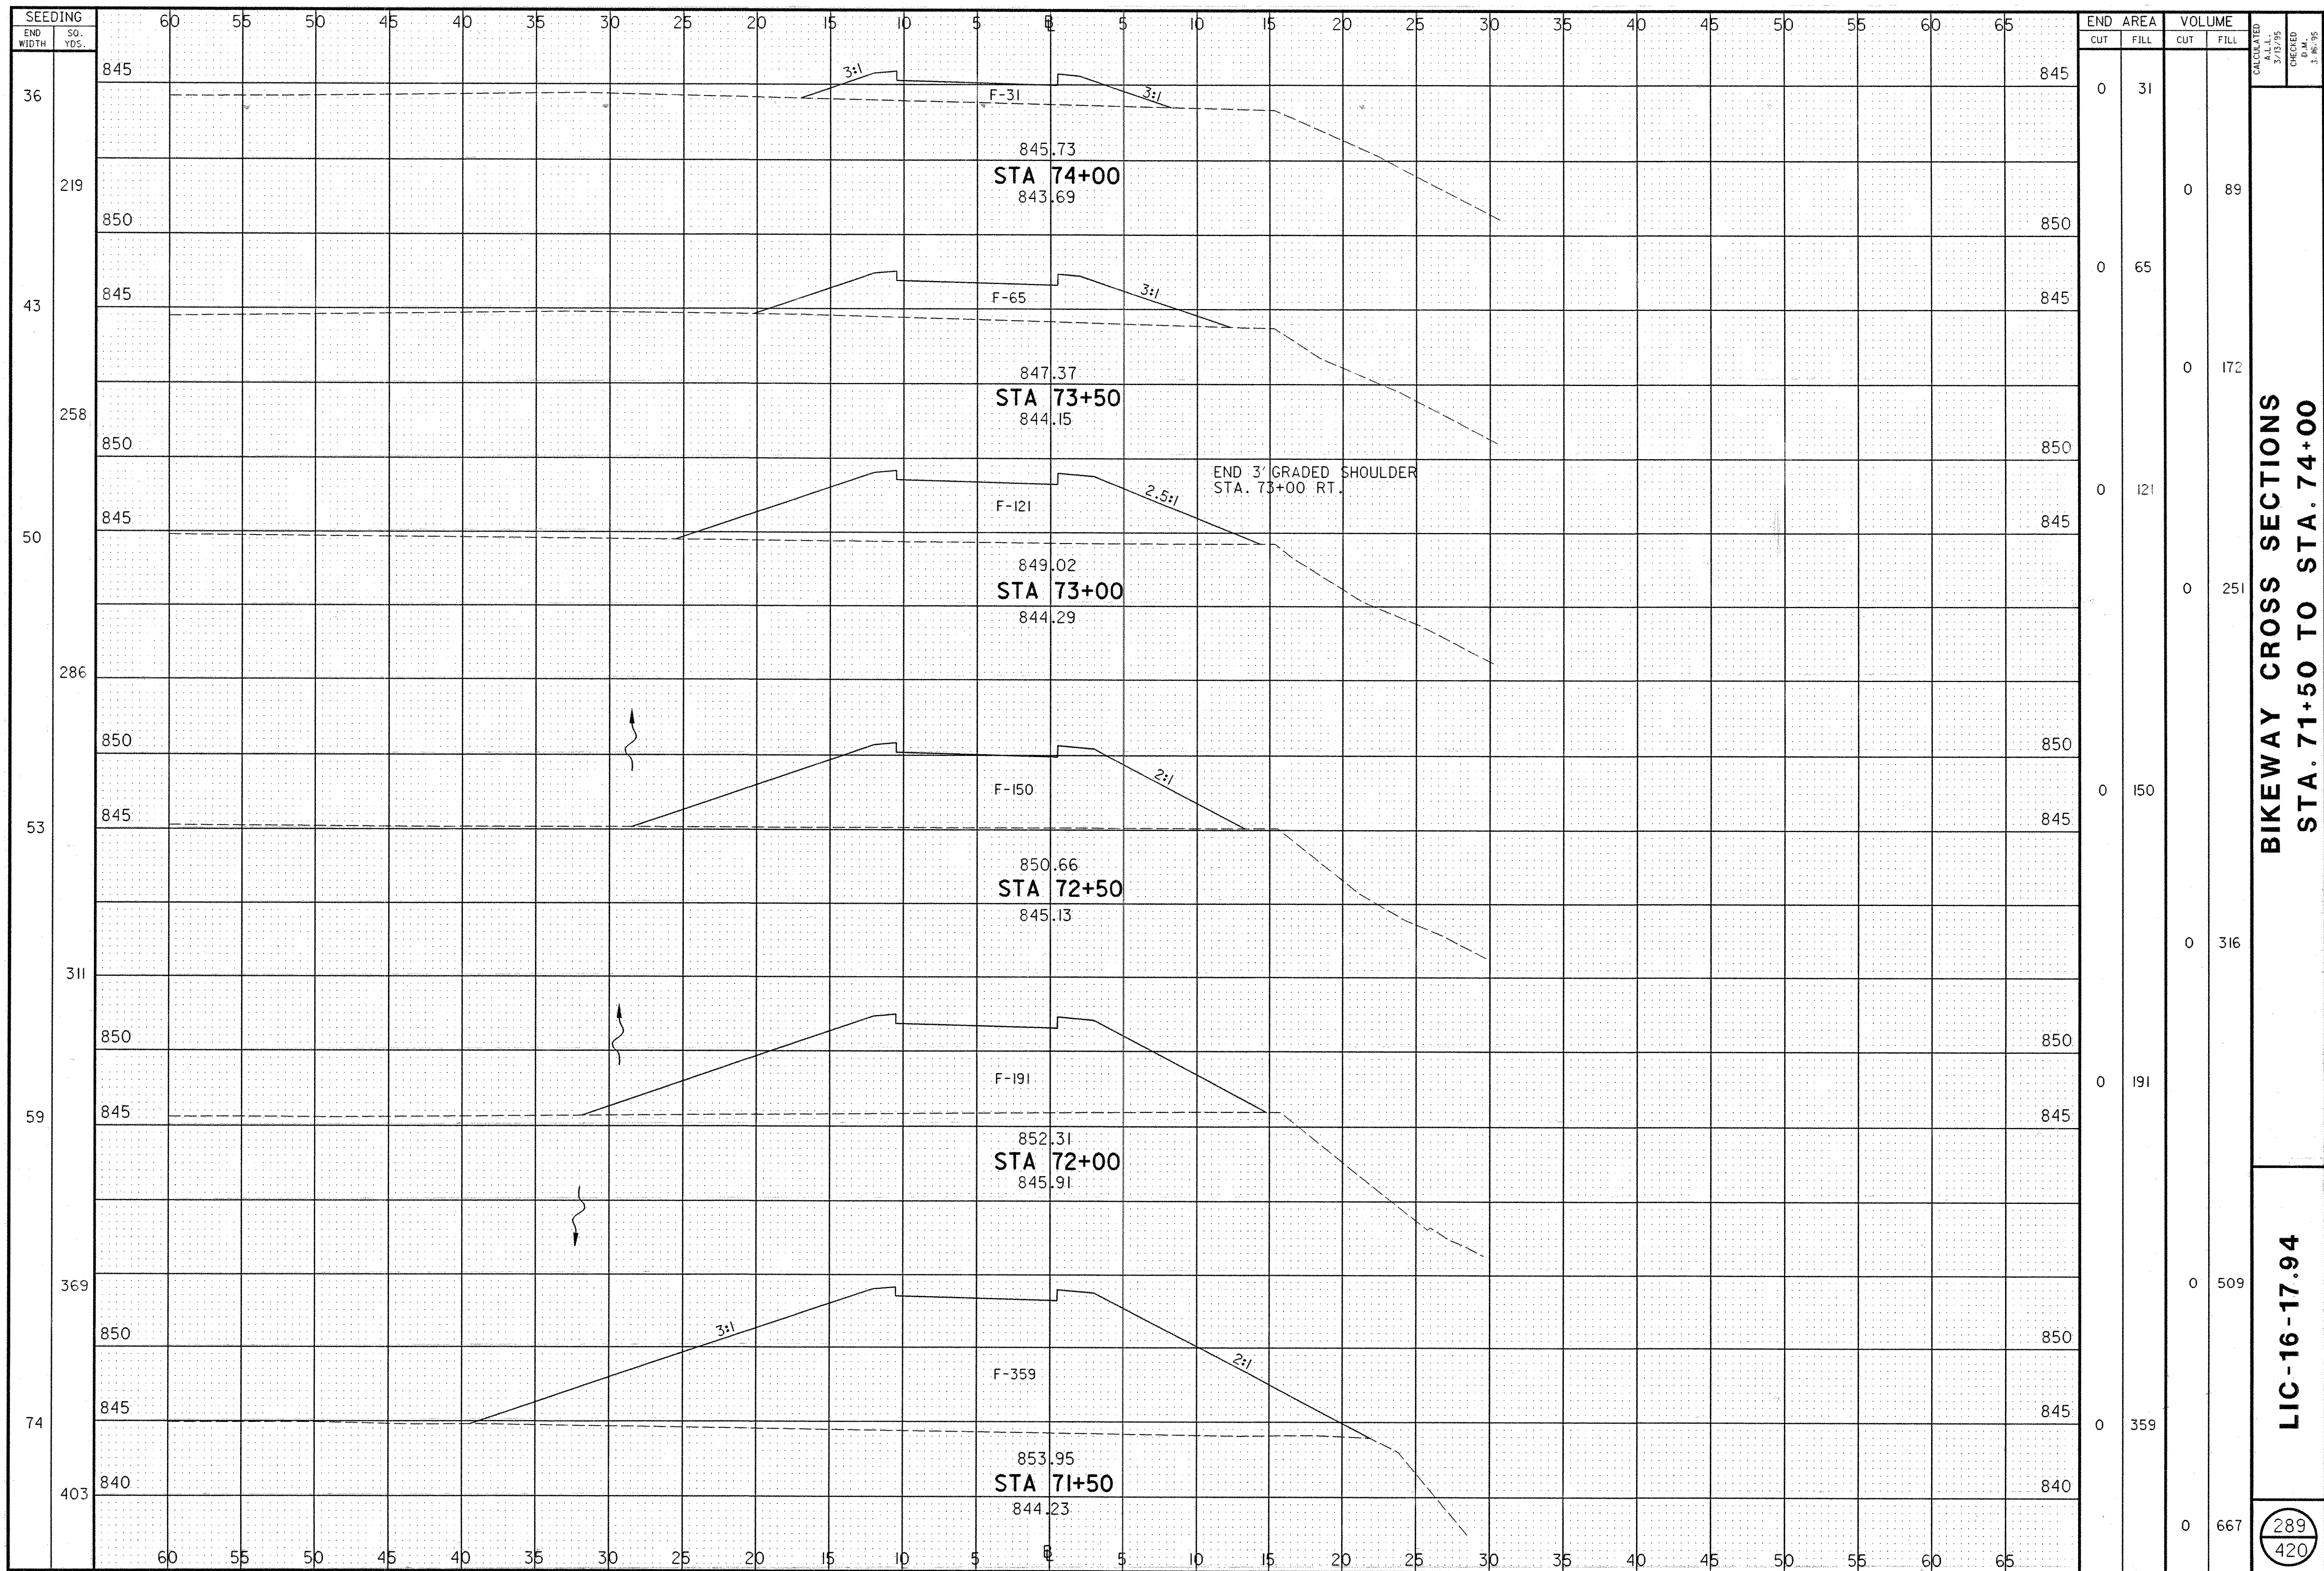 SEEDING
END WIDTH
SQ. YDS.
60 55 50 45 40 35 30 25 20 15 10 5 BL 5 10 15 20 25 30 35 40 45 50 55 60 65
END AREA
CUT FILL
VOLUME
CUT FILL
CALCULATED
A.L.L.
3/13/95
CHECKED
D.M.
845 3:1 3:1 845
36 F-31 0 31
845.73
STA 74+00
843.69
219 0 89
850 850
0 65
43 845 F-65 3:1 845
847.37
STA 73+50
844.15
0 172
258
850 850
END 3' GRADED SHOULDER
STA. 73+00 RT.
2.5:1
F-121 0 121
50 845 845
849.02
STA 73+00
844.29
0 251
286
850 850
2:1
F-150 0 150
53 845 845
850.66
STA 72+50
845.13
0 316
311
850 850
F-191 0 191
59 845 845
852.31
STA 72+00
845.91
369 0 509
850 3:1 850
2:1
F-359
74 845 845 0 359
853.95
STA 71+50
844.23
403 840 840
0 667
60 55 50 45 40 35 30 25 20 15 10 5 BL 5 10 15 20 25 30 35 40 45 50 55 60 65
BIKEWAY CROSS SECTIONS
STA. 71+50 TO STA. 74+00
LIC-16-17.94
289
420